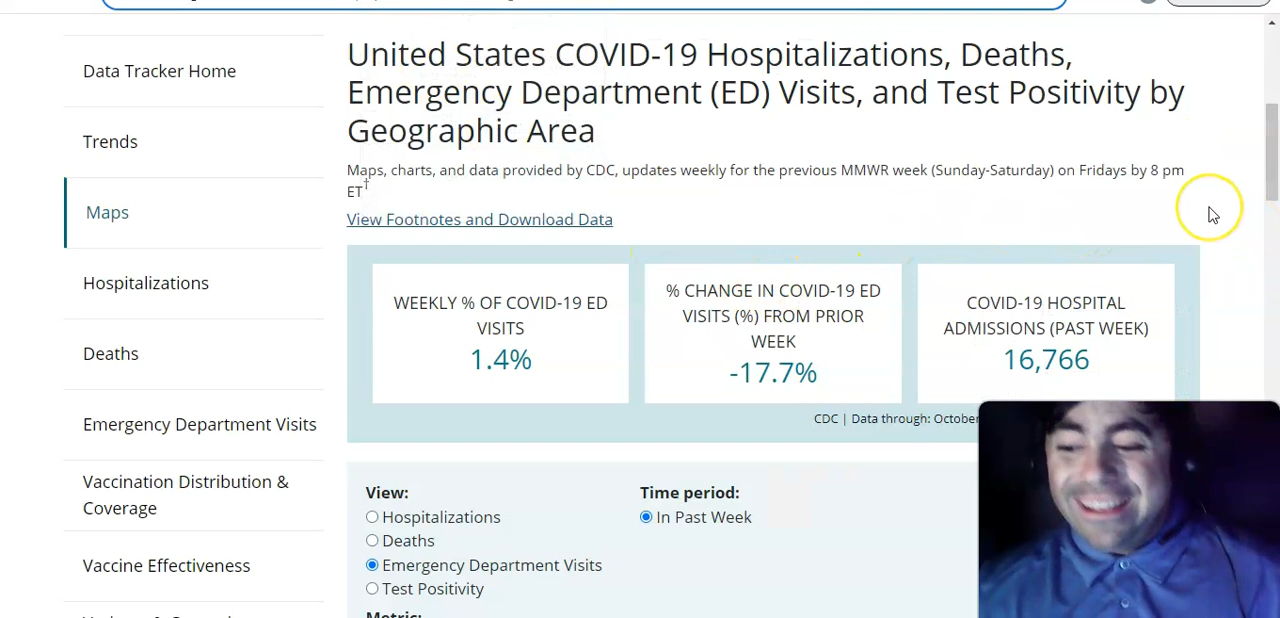 United States COVID-19 Hospitalizations, Deaths,
Emergency Department (ED) Visits, and Test Positivity by
Geographic Area
Maps, charts, and data provided by CDC, updates weekly for the previous MMWR week (Sunday-Saturday) on Fridays by 8 pm
ET†
View Footnotes and Download Data
Data Tracker Home
Trends
Maps
Hospitalizations
Deaths
Emergency Department Visits
Vaccination Distribution &
Coverage
Vaccine Effectiveness
WEEKLY % OF COVID-19 ED
VISITS
1.4%
% CHANGE IN COVID-19 ED
VISITS (%) FROM PRIOR
WEEK
-17.7%
COVID-19 HOSPITAL
ADMISSIONS (PAST WEEK)
16,766
CDC | Data through: October
View:
Hospitalizations
Deaths
Emergency Department Visits
Test Positivity
Metric:
Time period:
In Past Week